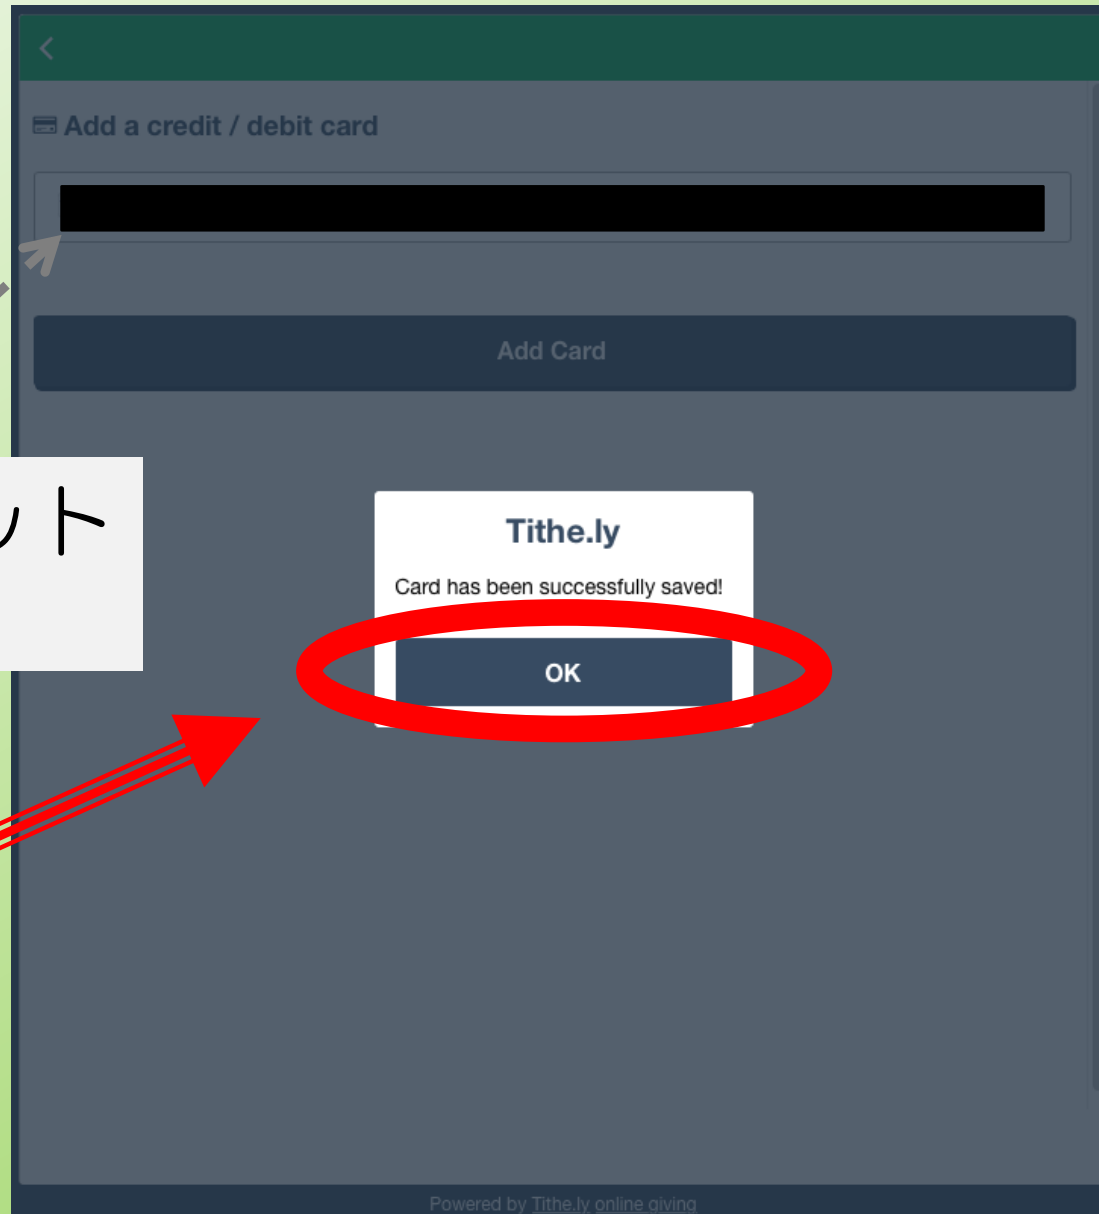 Add a credit / debit card
Add Card
ット
Tithe.ly
Card has been successfully saved!
OK
Powered by Tithe.ly online giving